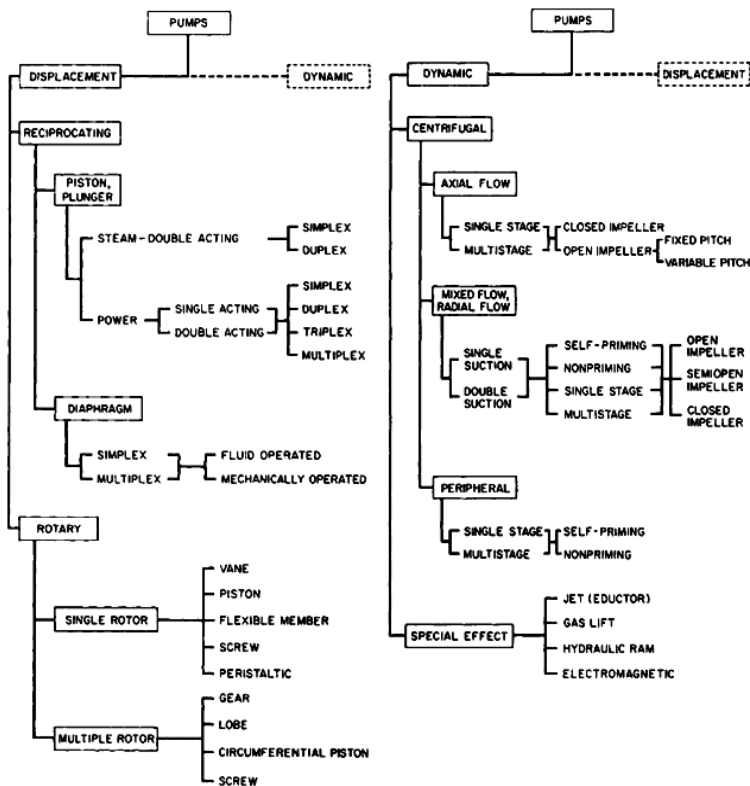 PUMPS
DISPLACEMENT
DYNAMIC
RECIPROCATING
PISTON,
PLUNGER
STEAM-DOUBLE ACTING
SIMPLEX
DUPLEX
POWER
SINGLE ACTING
DOUBLE ACTING
SIMPLEX
DUPLEX
TRIPLEX
MULTIPLEX
DIAPHRAGM
SIMPLEX
MULTIPLEX
FLUID OPERATED
MECHANICALLY OPERATED
ROTARY
SINGLE ROTOR
VANE
PISTON
FLEXIBLE MEMBER
SCREW
PERISTALTIC
MULTIPLE ROTOR
GEAR
LOBE
CIRCUMFERENTIAL PISTON
SCREW
PUMPS
DYNAMIC
DISPLACEMENT
CENTRIFUGAL
AXIAL FLOW
SINGLE STAGE
MULTISTAGE
CLOSED IMPELLER
OPEN IMPELLER
FIXED PITCH
VARIABLE PITCH
MIXED FLOW,
RADIAL FLOW
SINGLE
SUCTION
DOUBLE
SUCTION
SELF-PRIMING
NONPRIMING
SINGLE STAGE
MULTISTAGE
OPEN
IMPELLER
SEMIOPEN
IMPELLER
CLOSED
IMPELLER
PERIPHERAL
SINGLE STAGE
MULTISTAGE
SELF-PRIMING
NONPRIMING
SPECIAL EFFECT
JET (EDUCTOR)
GAS LIFT
HYDRAULIC RAM
ELECTROMAGNETIC